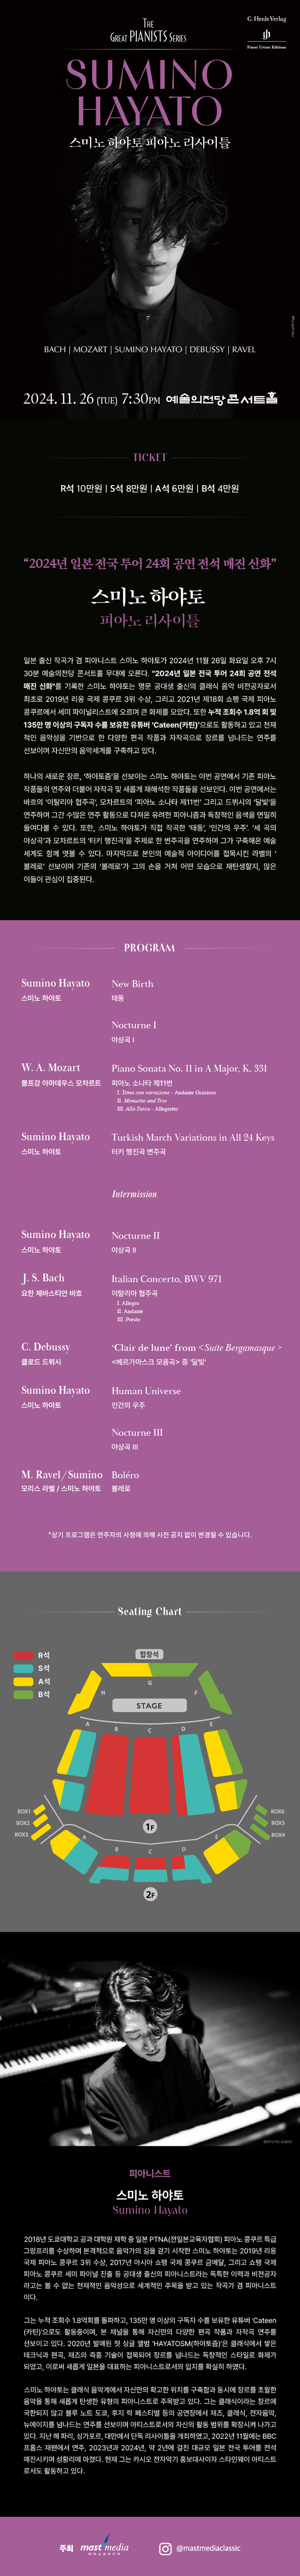 THE
GREAT PIANISTS SERIES
G. Henle Verlag
Finest Urtext Editions
SUMINO
HAYATO
스미노 하야토 피아노 리사이틀
BACH | MOZART | SUMINO HAYATO | DEBUSSY | RAVEL
2024. 11. 26 (TUE) 7:30PM 예술의전당 콘서트홀
TICKET
R석 10만원 | S석 8만원 | A석 6만원 | B석 4만원
“2024년 일본 전국 투어 24회 공연 전석 매진 신화”
스미노 하야토
피아노 리사이틀
일본 출신 작곡가 겸 피아니스트 스미노 하야토가 2024년 11월 26일 화요일 오후 7시
30분 예술의전당 콘서트홀 무대에 오른다. “2024년 일본 전국 투어 24회 공연 전석
매진 신화”를 기록한 스미노 하야토는 명문 공대생 출신의 클래식 음악 비전공자로서
최초로 2019년 리옹 국제 콩쿠르 3위 수상, 그리고 2021년 제18회 쇼팽 국제 피아노
콩쿠르에서 세미 파이널리스트에 오르며 큰 화제를 모았다. 또한 누적 조회수 1.8억 회 및
135만 명 이상의 구독자 수를 보유한 유튜버 'Cateen(카틴)'으로도 활동하고 있고 천재
적인 음악성을 기반으로 한 다양한 편곡 작품과 자작곡으로 장르를 넘나드는 연주를
선보이며 자신만의 음악세계를 구축하고 있다.
하나의 새로운 장르, '하야토즘'을 선보이는 스미노 하야토는 이번 공연에서 기존 피아노
작품들의 연주와 더불어 자작곡 및 새롭게 재해석한 편곡들을 선보인다. 이번 공연에서는
바흐의 '이탈리아 협주곡', 모차르트의 '피아노 소나타 제11번' 그리고 드뷔시의 '달빛'을
연주하며 그간 수많은 연주 활동으로 다져온 유려한 피아니즘과 독창적인 음색을 면밀히
들여다볼 수 있다. 또한, 스미노 하야토가 직접 작곡한 '태동', '인간의 우주', '세 곡의
야상곡'과 모차르트의 '터키 행진곡'을 주제로 한 변주곡을 연주하며 그가 구축해온 예술
세계도 함께 엿볼 수 있다. 마지막으로 본인의 예술적 아이디어를 접목시킨 라벨의 '
볼레로' 선보이며 기존의 '볼레로'가 그의 손을 거쳐 어떤 모습으로 재탄생할지, 많은
이들이 관심이 집중된다.
PROGRAM
Sumino Hayato New Birth
스미노 하야토 태동
Nocturne I
야상곡 I
W. A. Mozart Piano Sonata No. 11 in A Major, K. 331
볼프강 아마데우스 모차르트 피아노 소나타 제11번
I. Tema con variazone - Andante Grazioso
II. Menuetto and Trio
III. Alla Turca - Allegretto
Sumino Hayato Turkish March Variations in All 24 Keys
스미노 하야토 터키 행진곡 변주곡
Intermission
Sumino Hayato Nocturne II
스미노 하야토 야상곡 II
J. S. Bach Italian Concerto, BWV 971
요한 제바스티안 바흐 이탈리아 협주곡
I. Allegro
II. Andante
III. Presto
C. Debussy ‘Clair de lune’ from <Suite Bergamasque >
클로드 드뷔시 <베르가마스크 모음곡> 중 ‘달빛’
Sumino Hayato Human Universe
스미노 하야토 인간의 우주
Nocturne III
야상곡 III
M. Ravel/Sumino Boléro
모리스 라벨 / 스미노 하야토 볼레로
*상기 프로그램은 연주자의 사정에 의해 사전 공지 없이 변경될 수 있습니다.
Seating Chart
R석
S석
A석
B석
합창석
G
H
F
STAGE
A
B
C
D
E
1F
BOX1
BOX2
BOX3
BOX6
BOX5
BOX4
A
B
C
D
E
2F
©RYUYA AMAO
피아니스트
스미노 하야토
Sumino Hayato
2018년 도쿄대학교 공과 대학원 재학 중 일본 PTNA(전일본교육지협회) 피아노 콩쿠르 특급
그랑프리를 수상하며 본격적으로 음악가의 길을 걷기 시작한 스미노 하야토는 2019년 리옹
국제 피아노 콩쿠르 3위 수상, 2017년 아시아 쇼팽 국제 콩쿠르 금메달, 그리고 쇼팽 국제
피아노 콩쿠르 세미 파이널 진출 등 공대생 출신의 피아니스트라는 독특한 이력과 비전공자
라고는 볼 수 없는 천재적인 음악성으로 세계적인 주목을 받고 있는 작곡가 겸 피아니스트
이다.
그는 누적 조회수 1.8억회를 돌파하고, 135만 명 이상의 구독자 수를 보유한 유튜버 'Cateen
(카틴)'으로도 활동중이며, 본 채널을 통해 자신만의 다양한 편곡 작품과 자작곡 연주를
선보이고 있다. 2020년 발매된 첫 싱글 앨범 'HAYATOSM(하야토즘)'은 클래식에서 쌓은
테크닉과 편곡, 재즈의 즉흥 기술이 접목되어 장르를 넘나드는 독창적인 스타일로 화제가
되었고, 이로써 새롭게 일본을 대표하는 피아니스트로서의 입지를 확실히 하였다.
스미노 하야토는 클래식 음악계에서 자신만의 확고한 위치를 구축함과 동시에 장르를 초월한
음악을 통해 새롭게 탄생한 유형의 피아니스트로 주목받고 있다. 그는 클래식이라는 장르에
국한되지 않고 블루 노트 도쿄, 후지 락 페스티벌 등의 공연장에서 재즈, 클래식, 전자음악,
뉴에이지를 넘나드는 연주를 선보이며 아티스트로서의 자신의 활동 범위를 확장시켜 나가고
있다. 지난 해 파리, 싱가포르, 대만에서 단독 리사이틀을 개최하였고, 2022년 11월에는 BBC
프롬스 재팬에서 연주, 2023년과 2024년, 약 2년에 걸친 대규모 일본 전국 투어를 전석
매진시키며 성황리에 마쳤다. 현재 그는 카시오 전자악기 홍보대사이자 스타인웨이 아티스트
로서도 활동하고 있다.
주최 mast media
@mastmediaclassic